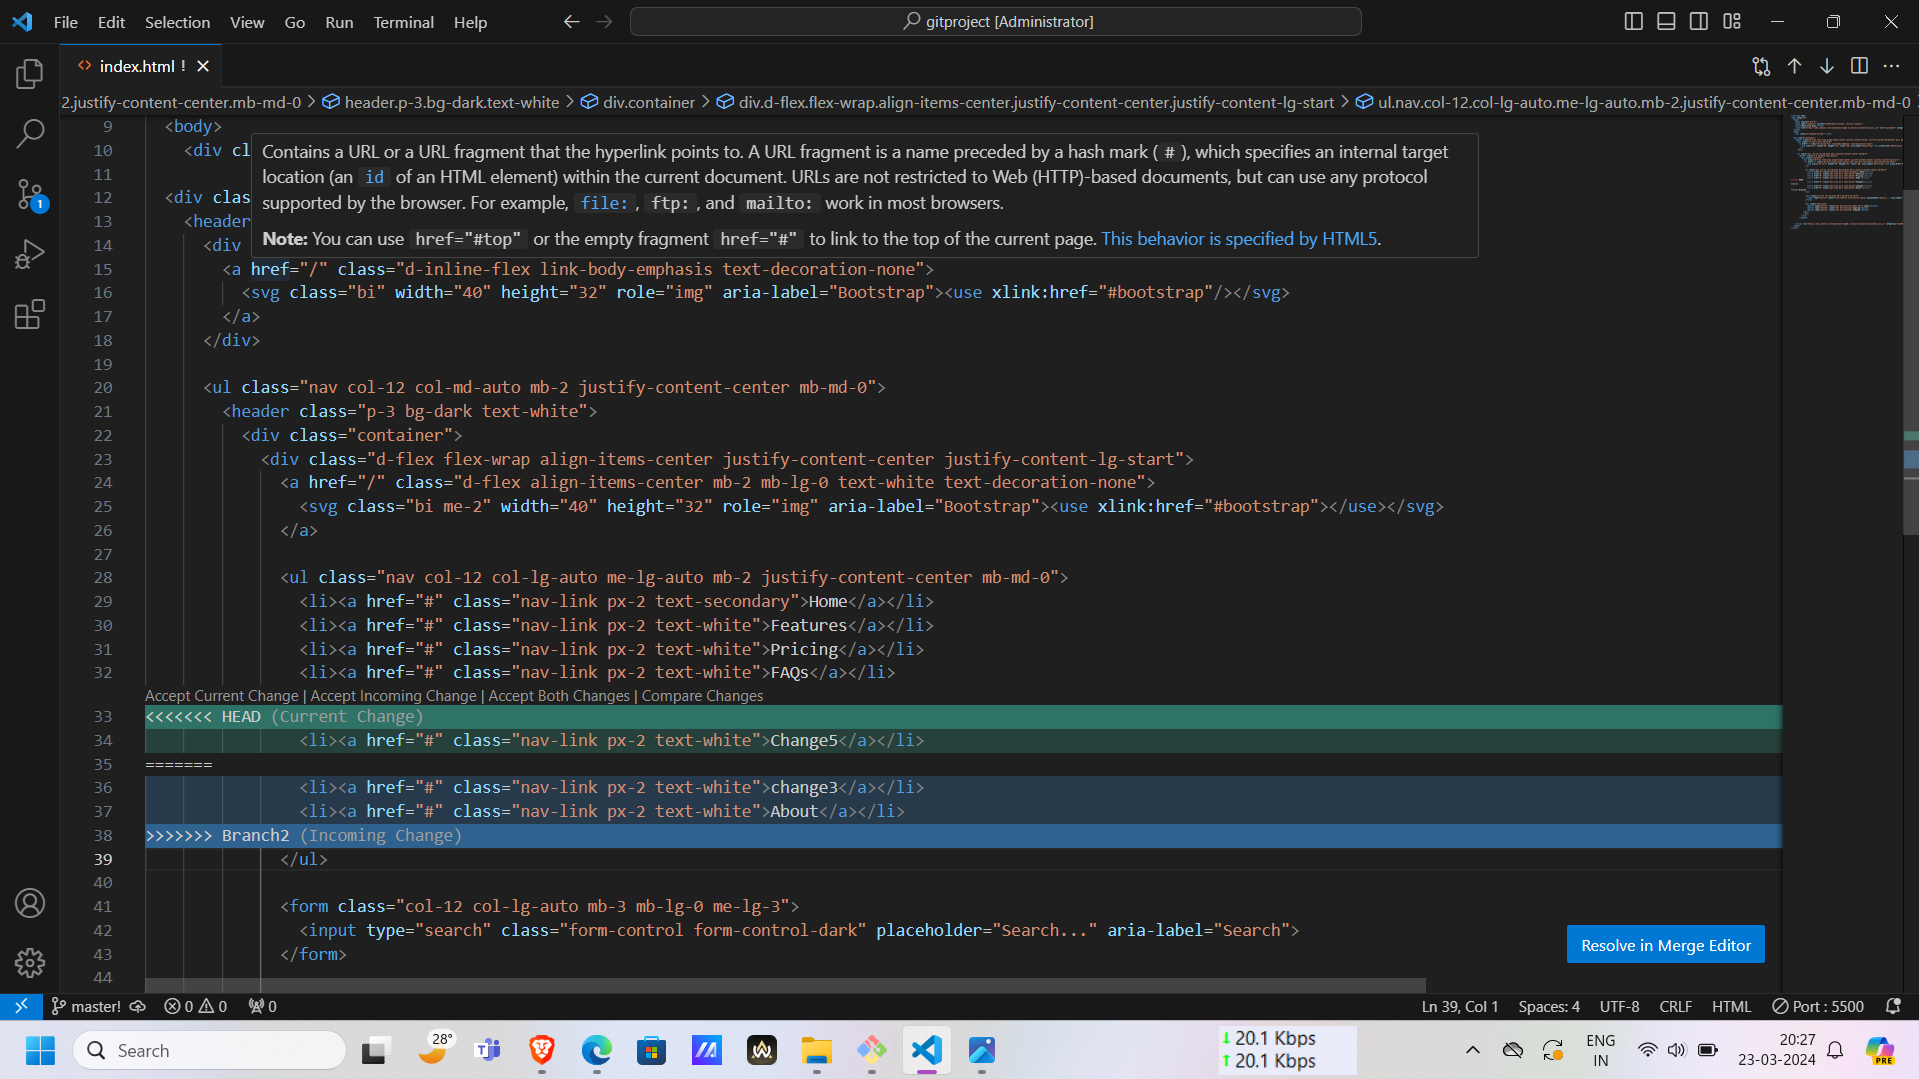 File Edit Selection View Go Run Terminal Help
gitproject [Administrator]
index.html !
-2.justify-content-center.mb-md-0 > header.p-3.bg-dark.text-white > div.container > div.d-flex.flex-wrap.align-items-center.justify-content-center.justify-content-lg-start > ul.nav.col-12.col-lg-auto.me-lg-auto.mb-2.justify-content-center.mb-md-0
9 <body>
10 <div cl
Contains a URL or a URL fragment that the hyperlink points to. A URL fragment is a name preceded by a hash mark ( # ), which specifies an internal target
11
location (an id of an HTML element) within the current document. URLs are not restricted to Web (HTTP)-based documents, but can use any protocol
12 <div clas
supported by the browser. For example, file: , ftp: , and mailto: work in most browsers.
13 <header
Note: You can use href="#top" or the empty fragment href="#" to link to the top of the current page. This behavior is specified by HTML5.
14 <div
15 <a href="/" class="d-inline-flex link-body-emphasis text-decoration-none">
16 <svg class="bi" width="40" height="32" role="img" aria-label="Bootstrap"><use xlink:href="#bootstrap"/></svg>
17 </a>
18 </div>
19
20 <ul class="nav col-12 col-md-auto mb-2 justify-content-center mb-md-0">
21 <header class="p-3 bg-dark text-white">
22 <div class="container">
23 <div class="d-flex flex-wrap align-items-center justify-content-center justify-content-lg-start">
24 <a href="/" class="d-flex align-items-center mb-2 mb-lg-0 text-white text-decoration-none">
25 <svg class="bi me-2" width="40" height="32" role="img" aria-label="Bootstrap"><use xlink:href="#bootstrap"></use></svg>
26 </a>
27
28 <ul class="nav col-12 col-lg-auto me-lg-auto mb-2 justify-content-center mb-md-0">
29 <li><a href="#" class="nav-link px-2 text-secondary">Home</a></li>
30 <li><a href="#" class="nav-link px-2 text-white">Features</a></li>
31 <li><a href="#" class="nav-link px-2 text-white">Pricing</a></li>
32 <li><a href="#" class="nav-link px-2 text-white">FAQs</a></li>
Accept Current Change | Accept Incoming Change | Accept Both Changes | Compare Changes
33 <<<<<<< HEAD (Current Change)
34 <li><a href="#" class="nav-link px-2 text-white">Change5</a></li>
35 =======
36 <li><a href="#" class="nav-link px-2 text-white">change3</a></li>
37 <li><a href="#" class="nav-link px-2 text-white">About</a></li>
38 >>>>>>> Branch2 (Incoming Change)
39 </ul>
40
41 <form class="col-12 col-lg-auto mb-3 mb-lg-0 me-lg-3">
42 <input type="search" class="form-control form-control-dark" placeholder="Search..." aria-label="Search">
43 </form>
44
Resolve in Merge Editor
1
master! 0 0 0 Ln 39, Col 1 Spaces: 4 UTF-8 CRLF HTML Port : 5500
Search
28°
20.1 Kbps
20.1 Kbps
ENG
IN
20:27
23-03-2024
PRE